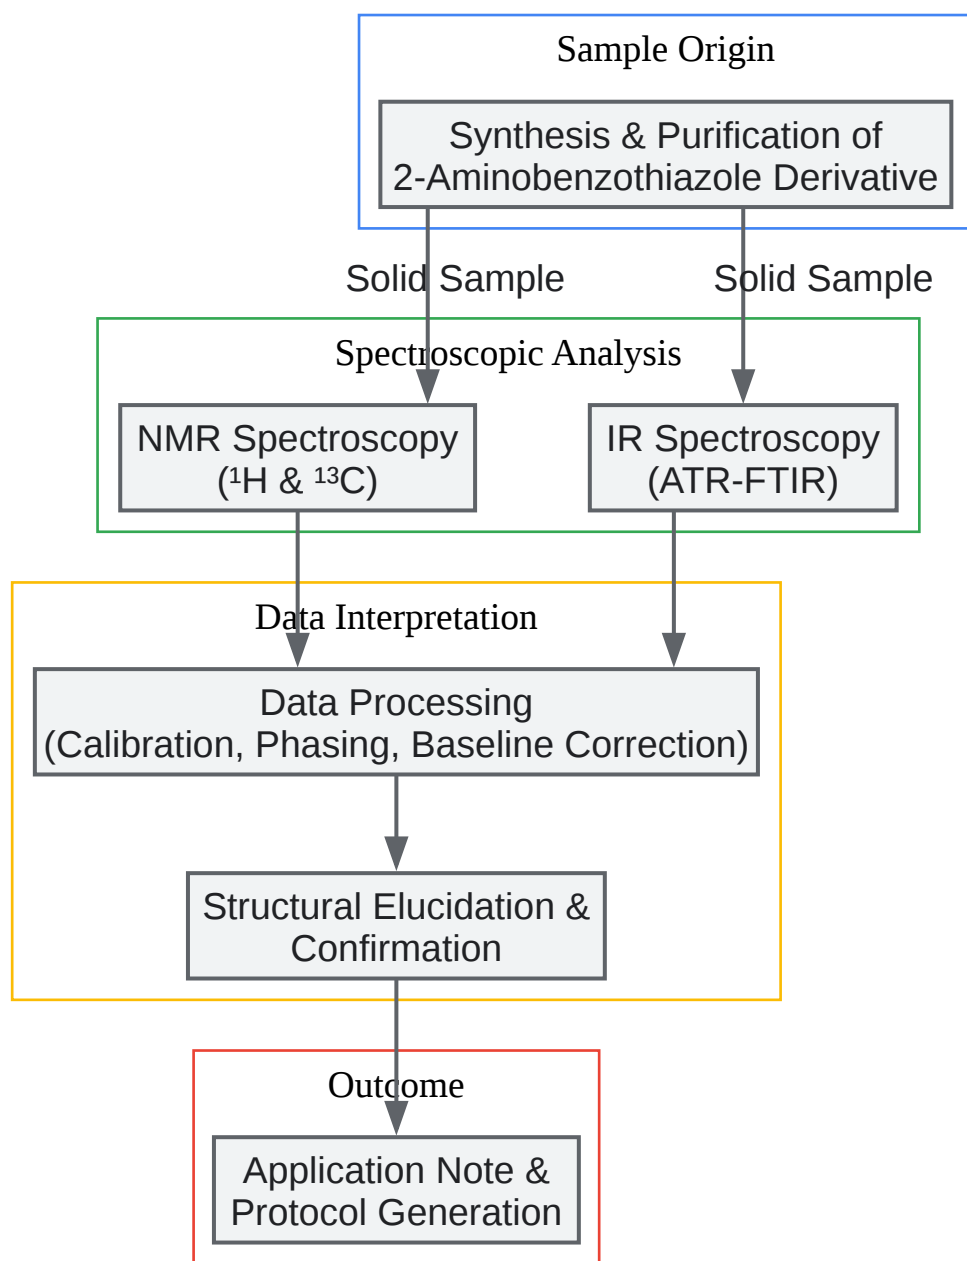 Sample Origin
Synthesis & Purification of
2-Aminobenzothiazole Derivative
Solid Sample
Solid Sample
Spectroscopic Analysis
NMR Spectroscopy
(¹H & ¹³C)
IR Spectroscopy
(ATR-FTIR)
Data Interpretation
Data Processing
(Calibration, Phasing, Baseline Correction)
Structural Elucidation &
Confirmation
Outcome
Application Note &
Protocol Generation